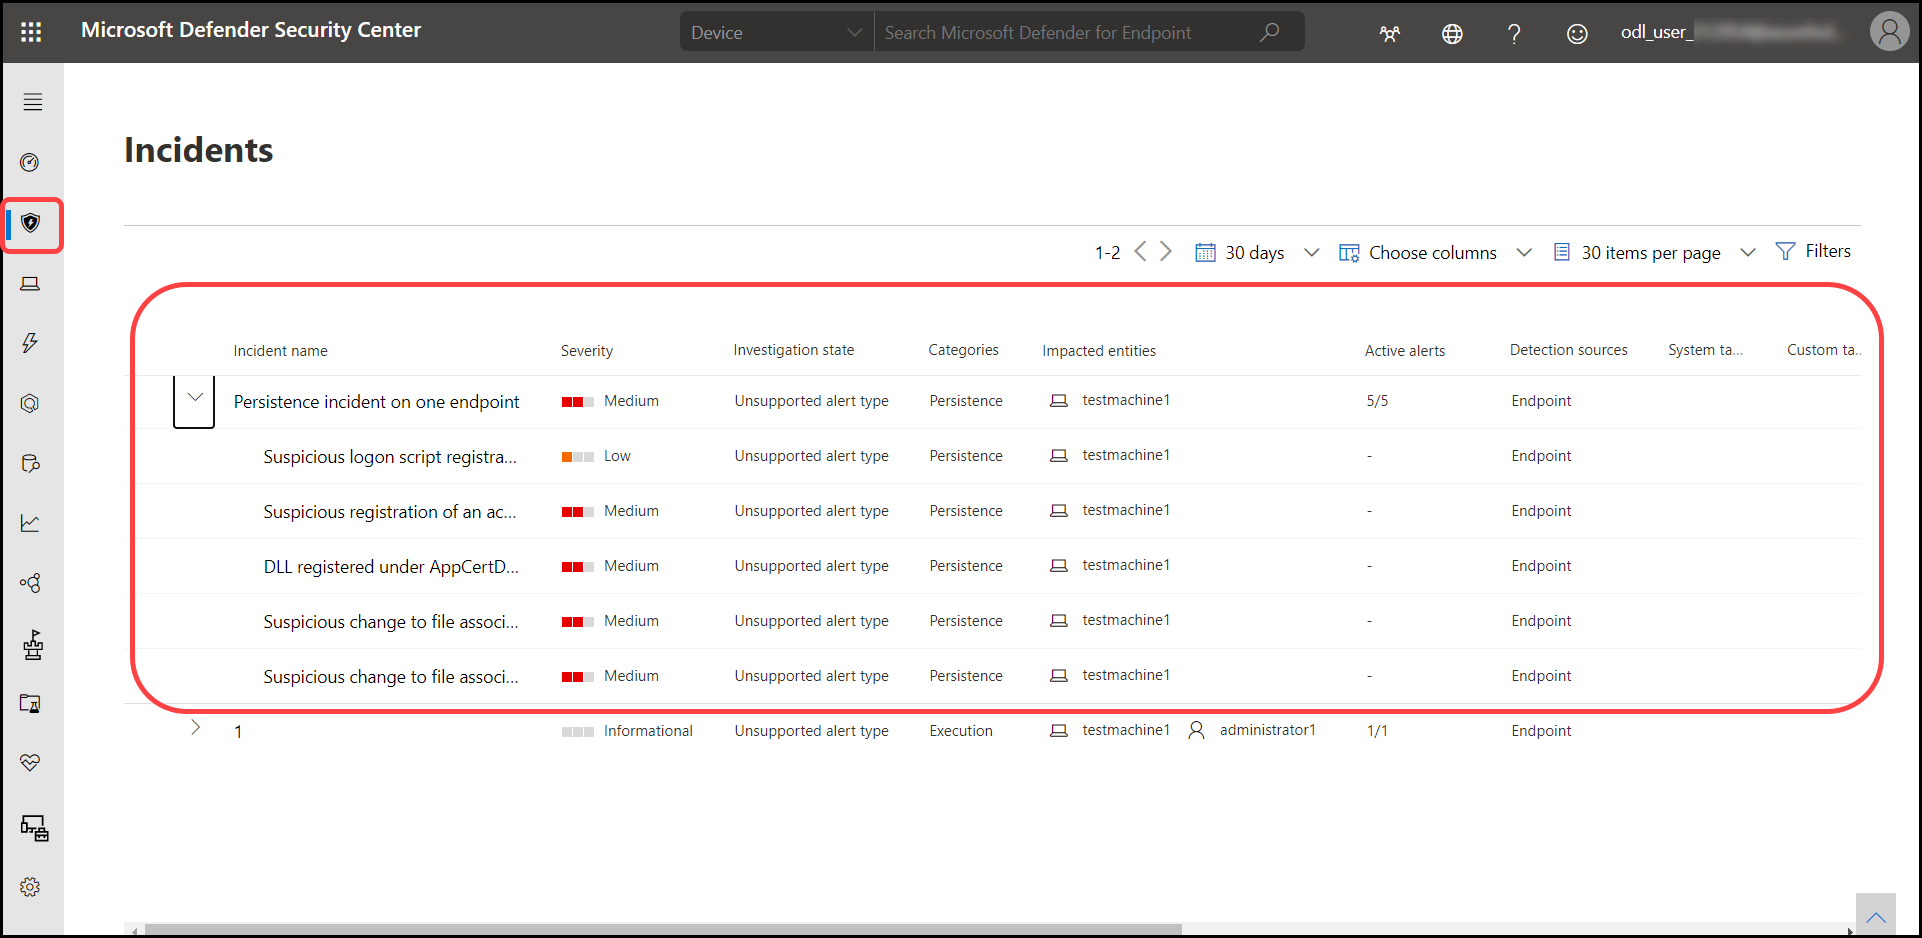 Microsoft Defender Security Center
Device
Search Microsoft Defender for Endpoint
odl_user_
Incidents
1-2
30 days
Choose columns
30 items per page
Filters
Incident name Severity Investigation state Categories Impacted entities Active alerts Detection sources System ta... Custom ta...
Persistence incident on one endpoint Medium Unsupported alert type Persistence testmachine1 5/5 Endpoint
Suspicious logon script registra... Low Unsupported alert type Persistence testmachine1 - Endpoint
Suspicious registration of an ac... Medium Unsupported alert type Persistence testmachine1 - Endpoint
DLL registered under AppCertD... Medium Unsupported alert type Persistence testmachine1 - Endpoint
Suspicious change to file associ... Medium Unsupported alert type Persistence testmachine1 - Endpoint
Suspicious change to file associ... Medium Unsupported alert type Persistence testmachine1 - Endpoint
1 Informational Unsupported alert type Execution testmachine1 administrator1 1/1 Endpoint